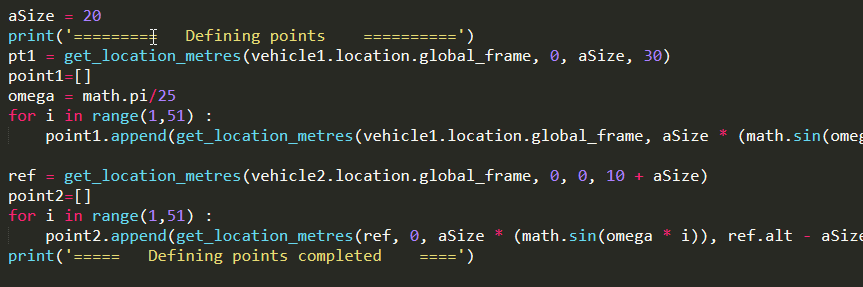 aSize = 20
print('=========   Defining points    ==========')
pt1 = get_location_metres(vehicle1.location.global_frame, 0, aSize, 30)
point1=[]
omega = math.pi/25
for i in range(1,51) :
    point1.append(get_location_metres(vehicle1.location.global_frame, aSize * (math.sin(omeg
ref = get_location_metres(vehicle2.location.global_frame, 0, 0, 10 + aSize)
point2=[]
for i in range(1,51) :
    point2.append(get_location_metres(ref, 0, aSize * (math.sin(omega * i)), ref.alt - aSize
print('=====   Defining points completed    ====')